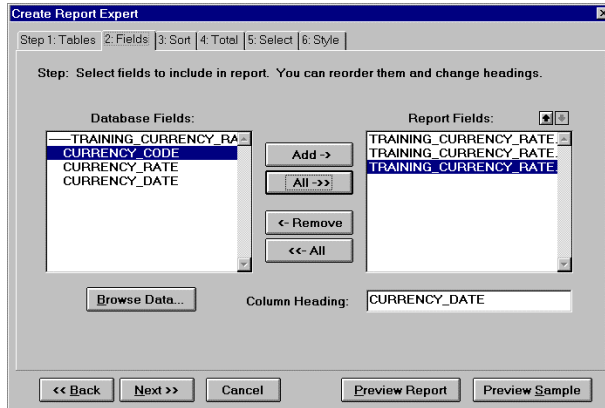 Create Report Expert
Step 1: Tables 2: Fields 3: Sort 4: Total 5: Select 6: Style
Step: Select fields to include in report. You can reorder them and change headings.
Database Fields:
Report Fields:
----TRAINING_CURRENCY_RA
CURRENCY_CODE
CURRENCY_RATE
CURRENCY_DATE
Add ->
All ->>
<- Remove
<<- All
TRAINING_CURRENCY_RATE.
TRAINING_CURRENCY_RATE.
TRAINING_CURRENCY_RATE.
Browse Data...
Column Heading:
CURRENCY_DATE
<< Back
Next >>
Cancel
Preview Report
Preview Sample